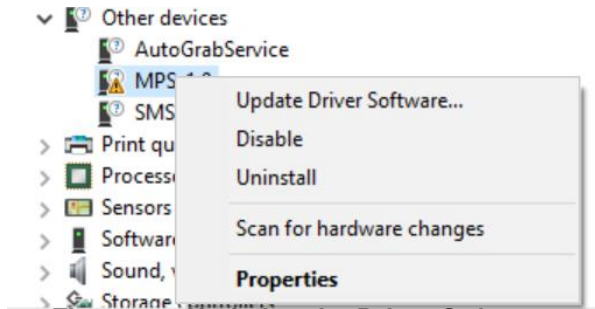 Other devices
AutoGrabService
MPS
SMS
Update Driver Software...
Disable
Uninstall
Scan for hardware changes
Properties
Print qu
Process
Sensors
Softwar
Sound,
Storage